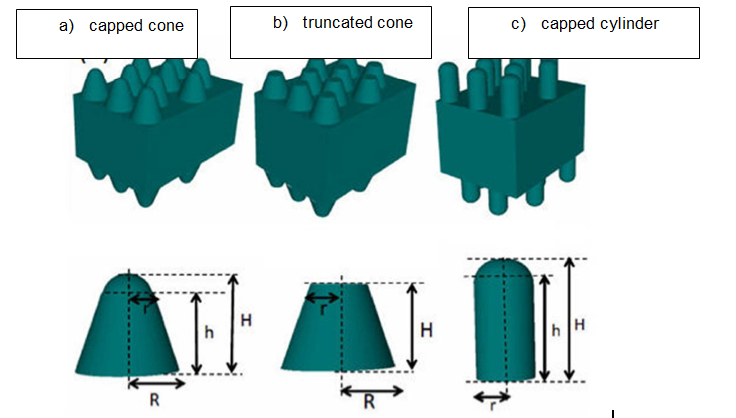 a) capped cone
b) truncated cone
c) capped cylinder
r
h
H
R
r
H
R
h
H
r